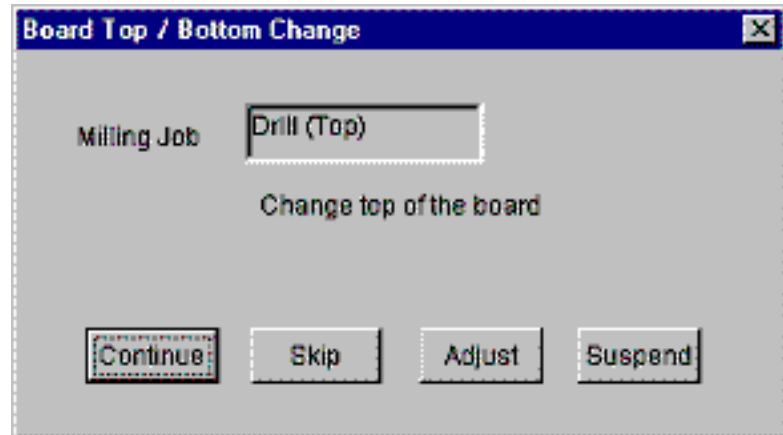 Board Top / Bottom Change
Milling Job
Drill (Top)
Change top of the board
Continue
Skip
Adjust
Suspend